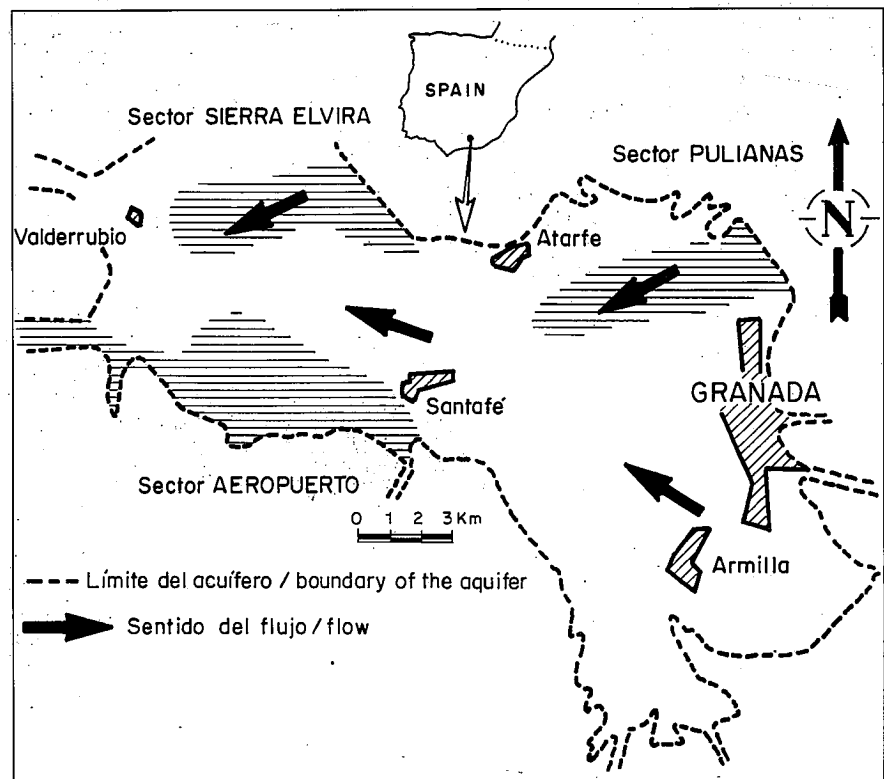 SPAIN
Sector SIERRA ELVIRA
Sector PULIANAS
N
Valderrubio
Atarfe
GRANADA
Santafé
Sector AEROPUERTO
0 1 2 3 Km
Armilla
Límite del acuífero / boundary of the aquifer
Sentido del flujo / flow